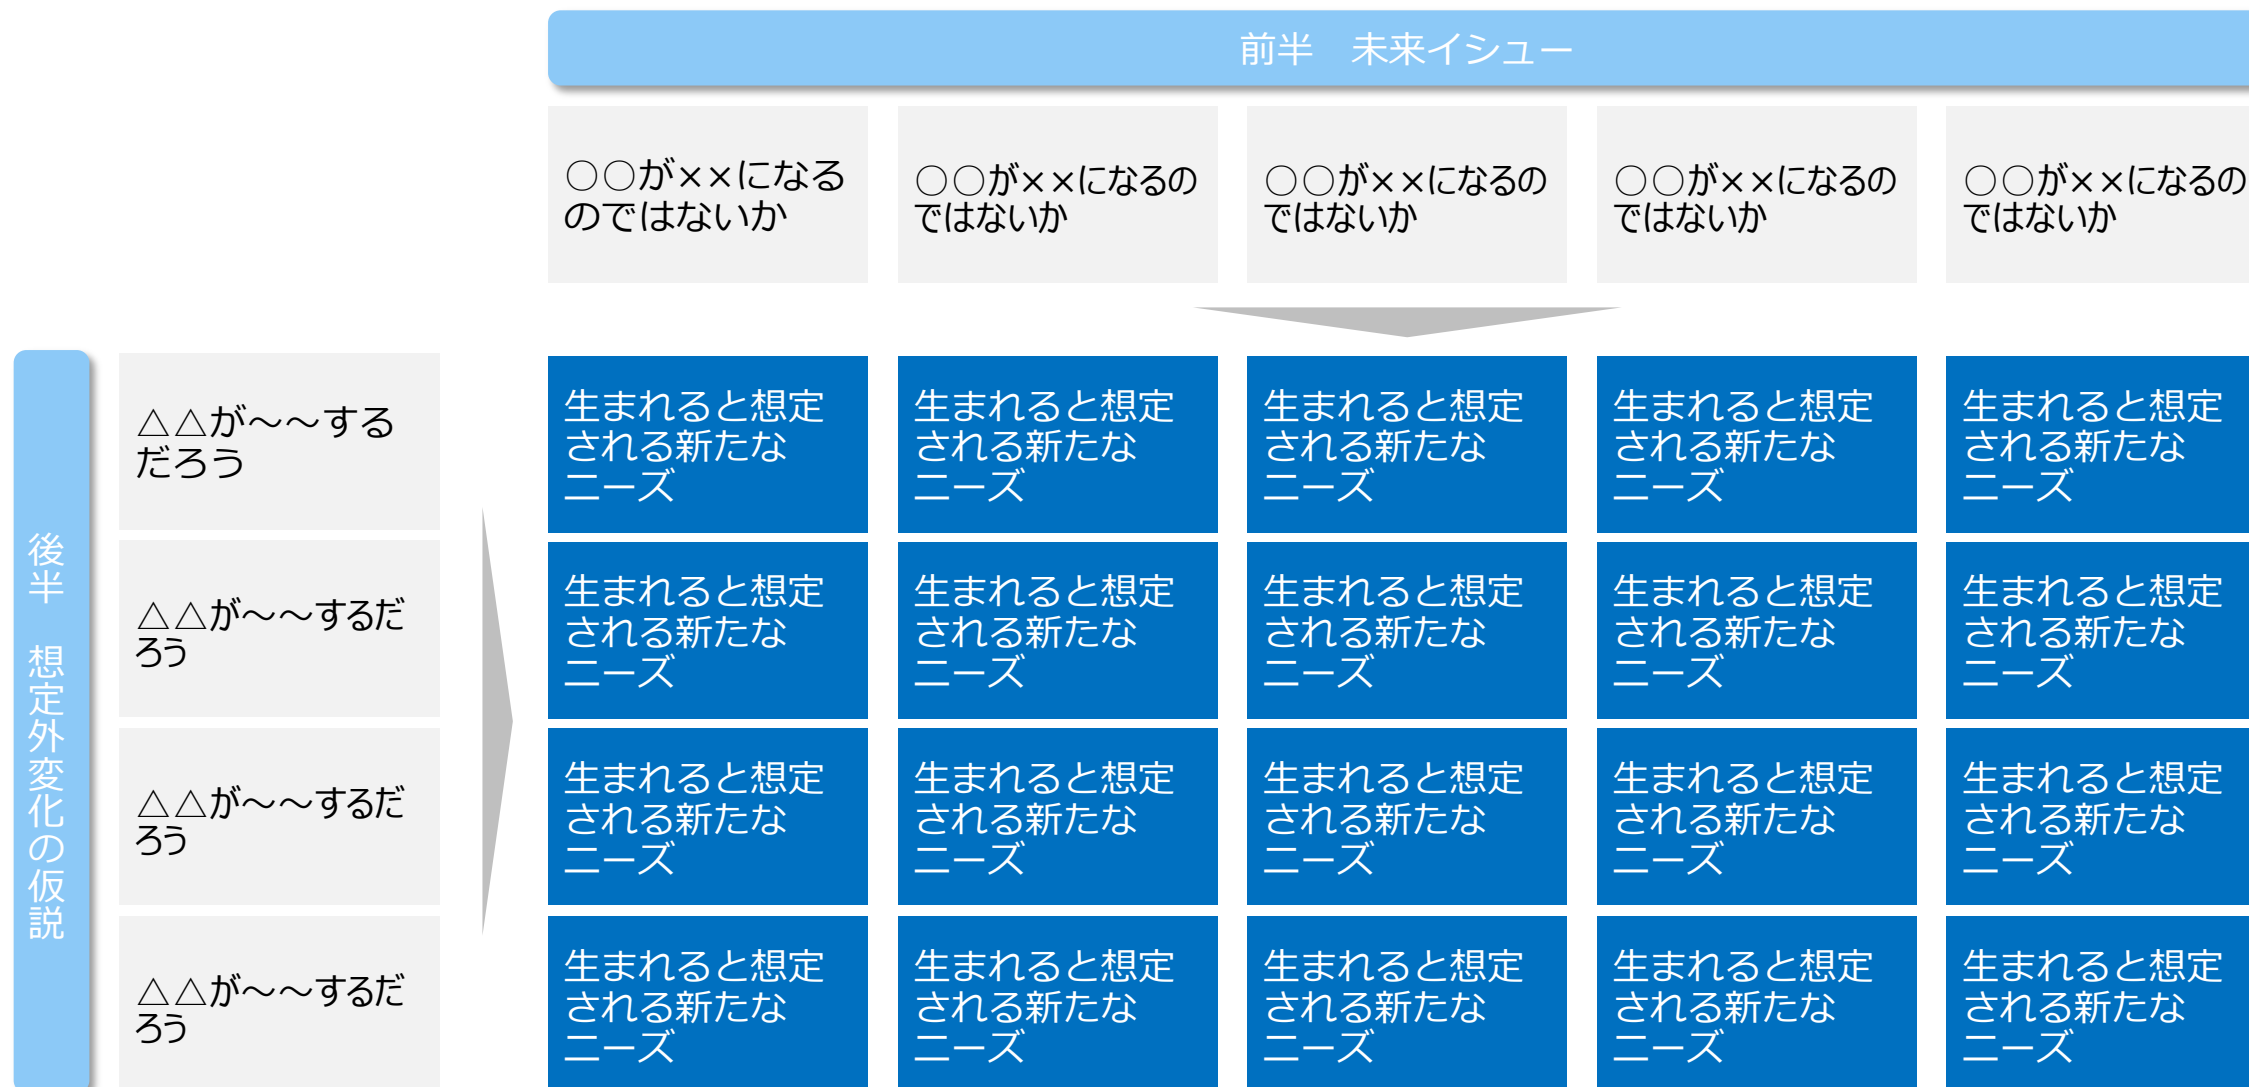 前半　未来イシュー
○○が××になる
のではないか
○○が××になるの
ではないか
○○が××になるの
ではないか
○○が××になるの
ではないか
○○が××になるの
ではないか
後半　想定外変化の仮説
△△が～～する
だろう
生まれると想定
される新たな
ニーズ
生まれると想定
される新たな
ニーズ
生まれると想定
される新たな
ニーズ
生まれると想定
される新たな
ニーズ
生まれると想定
される新たな
ニーズ
△△が～～するだ
ろう
生まれると想定
される新たな
ニーズ
生まれると想定
される新たな
ニーズ
生まれると想定
される新たな
ニーズ
生まれると想定
される新たな
ニーズ
生まれると想定
される新たな
ニーズ
△△が～～するだ
ろう
生まれると想定
される新たな
ニーズ
生まれると想定
される新たな
ニーズ
生まれると想定
される新たな
ニーズ
生まれると想定
される新たな
ニーズ
生まれると想定
される新たな
ニーズ
△△が～～するだ
ろう
生まれると想定
される新たな
ニーズ
生まれると想定
される新たな
ニーズ
生まれると想定
される新たな
ニーズ
生まれると想定
される新たな
ニーズ
生まれると想定
される新たな
ニーズ